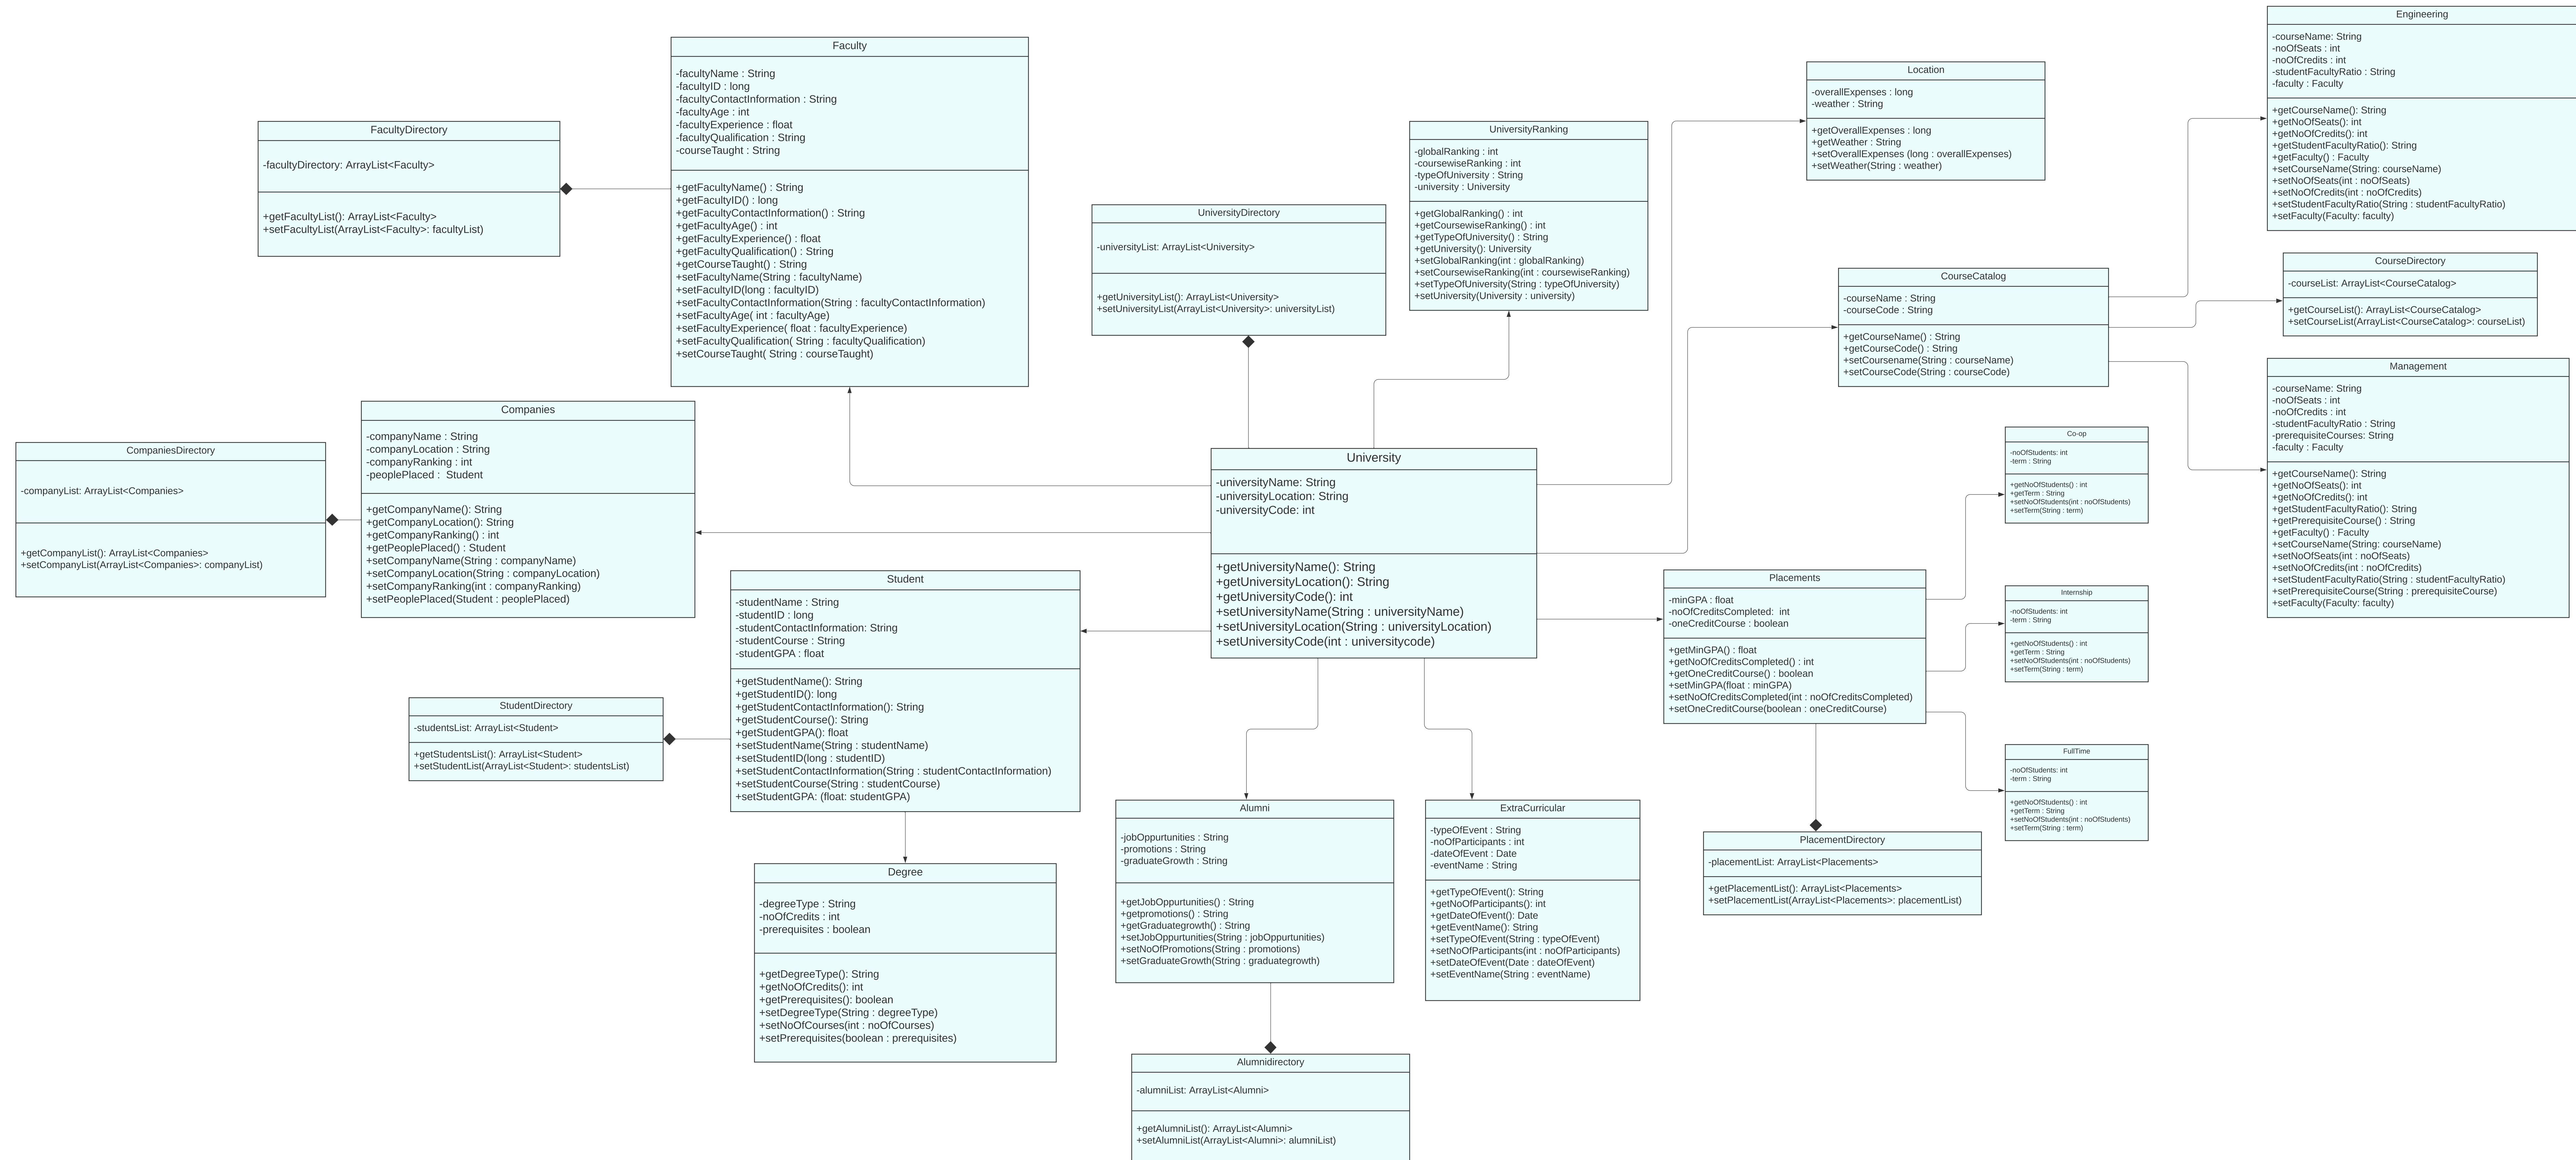 Engineering
-courseName: String
-noOfSeats : int
-noOfCredits : int
-studentFacultyRatio : String
-faculty : Faculty
+getCourseName(): String
+getNoOfSeats(): int
+getNoOfCredits(): int
+getStudentFacultyRatio(): String
+getFaculty() : Faculty
+setCourseName(String: courseName)
+setNoOfSeats(int : noOfSeats)
+setNoOfCredits(int : noOfCredits)
+setStudentFacultyRatio(String : studentFacultyRatio)
+setFaculty(Faculty: faculty)
Faculty
-facultyName : String
-facultyID : long
-facultyContactInformation : String
-facultyAge : int
-facultyExperience : float
-facultyQualification : String
-courseTaught : String
+getFacultyName() : String
+getFacultyID() : long
+getFacultyContactInformation() : String
+getFacultyAge() : int
+getFacultyExperience() : float
+getFacultyQualification() : String
+getCourseTaught() : String
+setFacultyName(String : facultyName)
+setFacultyID(long : facultyID)
+setFacultyContactInformation(String : facultyContactInformation)
+setFacultyAge( int : facultyAge)
+setFacultyExperience( float : facultyExperience)
+setFacultyQualification( String : facultyQualification)
+setCourseTaught( String : courseTaught)
Location
-overallExpenses : long
-weather : String
+getOverallExpenses : long
+getWeather : String
+setOverallExpenses (long : overallExpenses)
+setWeather(String : weather)
FacultyDirectory
-facultyDirectory: ArrayList<Faculty>
+getFacultyList(): ArrayList<Faculty>
+setFacultyList(ArrayList<Faculty>: facultyList)
UniversityRanking
-globalRanking : int
-coursewiseRanking : int
-typeOfUniversity : String
-university : University
+getGlobalRanking() : int
+getCoursewiseRanking() : int
+getTypeOfUniversity() : String
+getUniversity(): University
+setGlobalRanking(int : globalRanking)
+setCoursewiseRanking(int : coursewiseRanking)
+setTypeOfUniversity(String : typeOfUniversity)
+setUniversity(University : university)
UniversityDirectory
-universityList: ArrayList<University>
+getUniversityList(): ArrayList<University>
+setUniversityList(ArrayList<University>: universityList)
CourseDirectory
-courseList: ArrayList<CourseCatalog>
+getCourseList(): ArrayList<CourseCatalog>
+setCourseList(ArrayList<CourseCatalog>: courseList)
CourseCatalog
-courseName : String
-courseCode : String
+getCourseName() : String
+getCourseCode() : String
+setCoursename(String : courseName)
+setCourseCode(String : courseCode)
Management
-courseName: String
-noOfSeats : int
-noOfCredits : int
-studentFacultyRatio : String
-prerequisiteCourses: String
-faculty : Faculty
+getCourseName(): String
+getNoOfSeats(): int
+getNoOfCredits(): int
+getStudentFacultyRatio(): String
+getPrerequisiteCourse() : String
+getFaculty() : Faculty
+setCourseName(String: courseName)
+setNoOfSeats(int : noOfSeats)
+setNoOfCredits(int : noOfCredits)
+setStudentFacultyRatio(String : studentFacultyRatio)
+setPrerequisiteCourse(String : prerequisiteCourse)
+setFaculty(Faculty: faculty)
Companies
-companyName : String
-companyLocation : String
-companyRanking : int
-peoplePlaced :  Student
+getCompanyName(): String
+getCompanyLocation(): String
+getCompanyRanking() : int
+getPeoplePlaced() : Student
+setCompanyName(String : companyName)
+setCompanyLocation(String : companyLocation)
+setCompanyRanking(int : companyRanking)
+setPeoplePlaced(Student : peoplePlaced)
Co-op
-noOfStudents: int
-term : String
+getNoOfStudents() : int
+getTerm : String
+setNoOfStudents(int : noOfStudents)
+setTerm(String : term)
CompaniesDirectory
-companyList: ArrayList<Companies>
+getCompanyList(): ArrayList<Companies>
+setCompanyList(ArrayList<Companies>: companyList)
University
-universityName: String
-universityLocation: String
-universityCode: int
+getUniversityName(): String
+getUniversityLocation(): String
+getUniversityCode(): int
+setUniversityName(String : universityName)
+setUniversityLocation(String : universityLocation)
+setUniversityCode(int : universitycode)
Student
-studentName : String
-studentID : long
-studentContactInformation: String
-studentCourse : String
-studentGPA : float
+getStudentName(): String
+getStudentID(): long
+getStudentContactInformation(): String
+getStudentCourse(): String
+getStudentGPA(): float
+setStudentName(String : studentName)
+setStudentID(long : studentID)
+setStudentContactInformation(String : studentContactInformation)
+setStudentCourse(String : studentCourse)
+setStudentGPA: (float: studentGPA)
Placements
-minGPA : float
-noOfCreditsCompleted:  int
-oneCreditCourse : boolean
+getMinGPA() : float
+getNoOfCreditsCompleted() : int
+getOneCreditCourse() : boolean
+setMinGPA(float : minGPA)
+setNoOfCreditsCompleted(int : noOfCreditsCompleted)
+setOneCreditCourse(boolean : oneCreditCourse)
Internship
-noOfStudents: int
-term : String
+getNoOfStudents() : int
+getTerm : String
+setNoOfStudents(int : noOfStudents)
+setTerm(String : term)
StudentDirectory
-studentsList: ArrayList<Student>
+getStudentsList(): ArrayList<Student>
+setStudentList(ArrayList<Student>: studentsList)
FullTime
-noOfStudents: int
-term : String
+getNoOfStudents() : int
+getTerm : String
+setNoOfStudents(int : noOfStudents)
+setTerm(String : term)
Alumni
-jobOppurtunities : String
-promotions : String
-graduateGrowth : String
+getJobOppurtunities() : String
+getpromotions() : String
+getGraduategrowth() : String
+setJobOppurtunities(String : jobOppurtunities)
+setNoOfPromotions(String : promotions)
+setGraduateGrowth(String : graduategrowth)
ExtraCurricular
-typeOfEvent : String
-noOfParticipants : int
-dateOfEvent : Date
-eventName : String
+getTypeOfEvent(): String
+getNoOfParticipants(): int
+getDateOfEvent(): Date
+getEventName(): String
+setTypeOfEvent(String : typeOfEvent)
+setNoOfParticipants(int : noOfParticipants)
+setDateOfEvent(Date : dateOfEvent)
+setEventName(String : eventName)
PlacementDirectory
-placementList: ArrayList<Placements>
+getPlacementList(): ArrayList<Placements>
+setPlacementList(ArrayList<Placements>: placementList)
Degree
-degreeType : String
-noOfCredits : int
-prerequisites : boolean
+getDegreeType(): String
+getNoOfCredits(): int
+getPrerequisites(): boolean
+setDegreeType(String : degreeType)
+setNoOfCourses(int : noOfCourses)
+setPrerequisites(boolean : prerequisites)
Alumnidirectory
-alumniList: ArrayList<Alumni>
+getAlumniList(): ArrayList<Alumni>
+setAlumniList(ArrayList<Alumni>: alumniList)